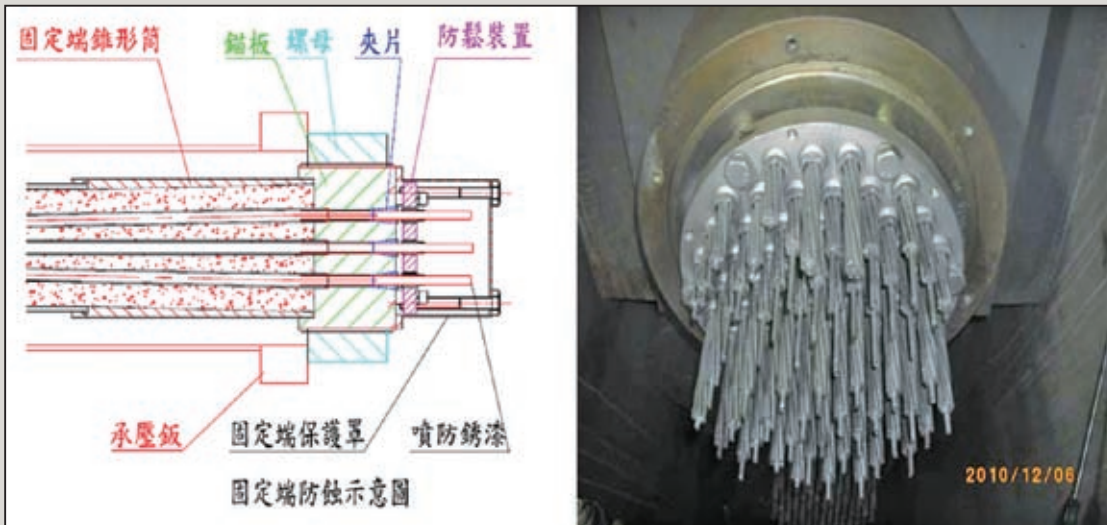 固定端錐形筒
錨板
螺母
夾片
防鬆裝置
承壓鈑
固定端保護罩
噴防銹漆
固定端防蝕示意圖
2010/12/06